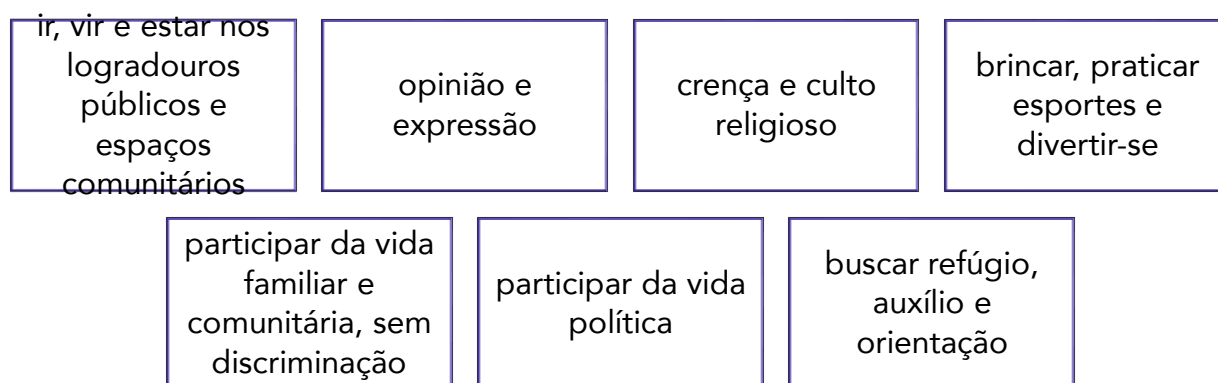 ir, vir e estar nos
logradouros
públicos e
espaços
comunitários
opinião e
expressão
crença e culto
religioso
brincar, praticar
esportes e
divertir-se
participar da vida
familiar e
comunitária, sem
discriminação
participar da vida
política
buscar refúgio,
auxílio e
orientação